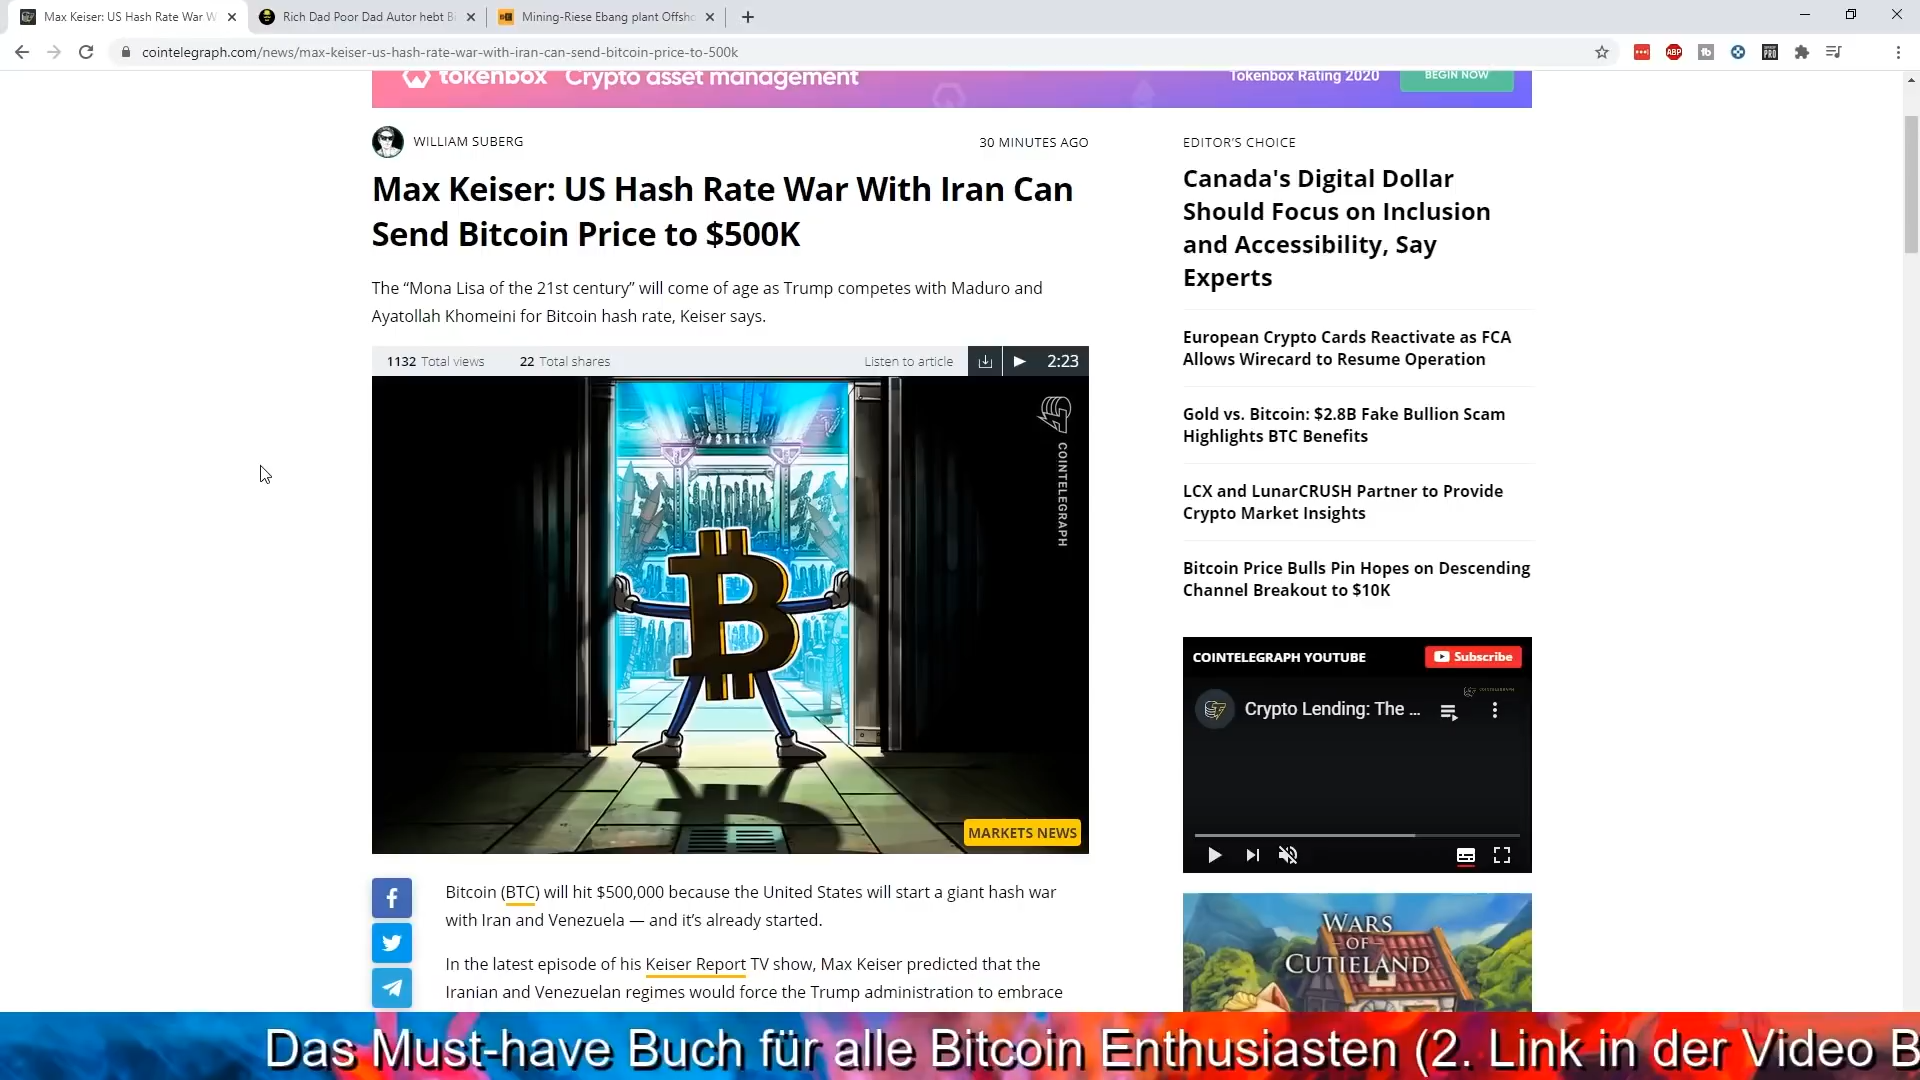 Max Keiser: US Hash Rate War W
Rich Dad Poor Dad Autor hebt Bi
Mining-Riese Ebang plant Offsho
cointelegraph.com/news/max-keiser-us-hash-rate-war-with-iran-can-send-bitcoin-price-to-500k
ABP
PRO
tokenbox Crypto asset management
Tokenbox Rating 2020
BEGIN NOW
WILLIAM SUBERG
30 MINUTES AGO
Max Keiser: US Hash Rate War With Iran Can
Send Bitcoin Price to $500K
The “Mona Lisa of the 21st century” will come of age as Trump competes with Maduro and
Ayatollah Khomeini for Bitcoin hash rate, Keiser says.
1132 Total views
22 Total shares
Listen to article
2:23
COINTELEGRAPH
MARKETS NEWS
Bitcoin (BTC) will hit $500,000 because the United States will start a giant hash war
with Iran and Venezuela — and it’s already started.
In the latest episode of his Keiser Report TV show, Max Keiser predicted that the
Iranian and Venezuelan regimes would force the Trump administration to embrace
EDITOR’S CHOICE
Canada's Digital Dollar
Should Focus on Inclusion
and Accessibility, Say
Experts
European Crypto Cards Reactivate as FCA
Allows Wirecard to Resume Operation
Gold vs. Bitcoin: $2.8B Fake Bullion Scam
Highlights BTC Benefits
LCX and LunarCRUSH Partner to Provide
Crypto Market Insights
Bitcoin Price Bulls Pin Hopes on Descending
Channel Breakout to $10K
COINTELEGRAPH YOUTUBE
Subscribe
Crypto Lending: The ...
WARS
OF
CUTIELAND
Das Must-have Buch für alle Bitcoin Enthusiasten (2. Link in der Video B